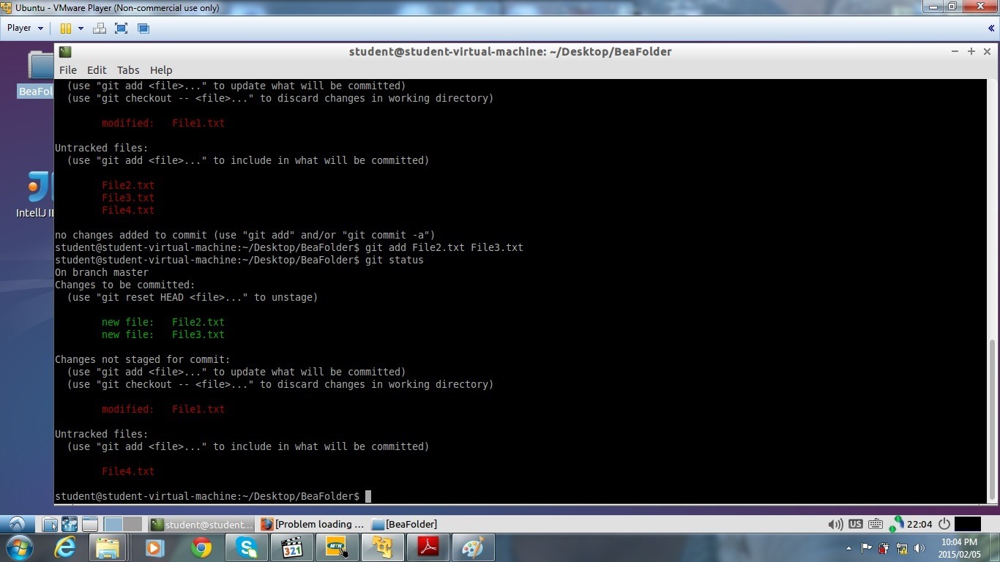 Ubuntu - VMware Player (Non-commercial use only)
Player
student@student-virtual-machine: ~/Desktop/BeaFolder
File Edit Tabs Help
BeaFol
IntellJ I
(use "git add <file>..." to update what will be committed)
(use "git checkout -- <file>..." to discard changes in working directory)
modified:   File1.txt
Untracked files:
(use "git add <file>..." to include in what will be committed)
File2.txt
File3.txt
File4.txt
no changes added to commit (use "git add" and/or "git commit -a")
student@student-virtual-machine:~/Desktop/BeaFolder$ git add File2.txt File3.txt
student@student-virtual-machine:~/Desktop/BeaFolder$ git status
On branch master
Changes to be committed:
(use "git reset HEAD <file>..." to unstage)
new file:   File2.txt
new file:   File3.txt
Changes not staged for commit:
(use "git add <file>..." to update what will be committed)
(use "git checkout -- <file>..." to discard changes in working directory)
modified:   File1.txt
Untracked files:
(use "git add <file>..." to include in what will be committed)
File4.txt
student@student-virtual-machine:~/Desktop/BeaFolder$
student@student... [Problem loading ... [BeaFolder] US 22:04
321 MTN 10:04 PM
2015/02/05